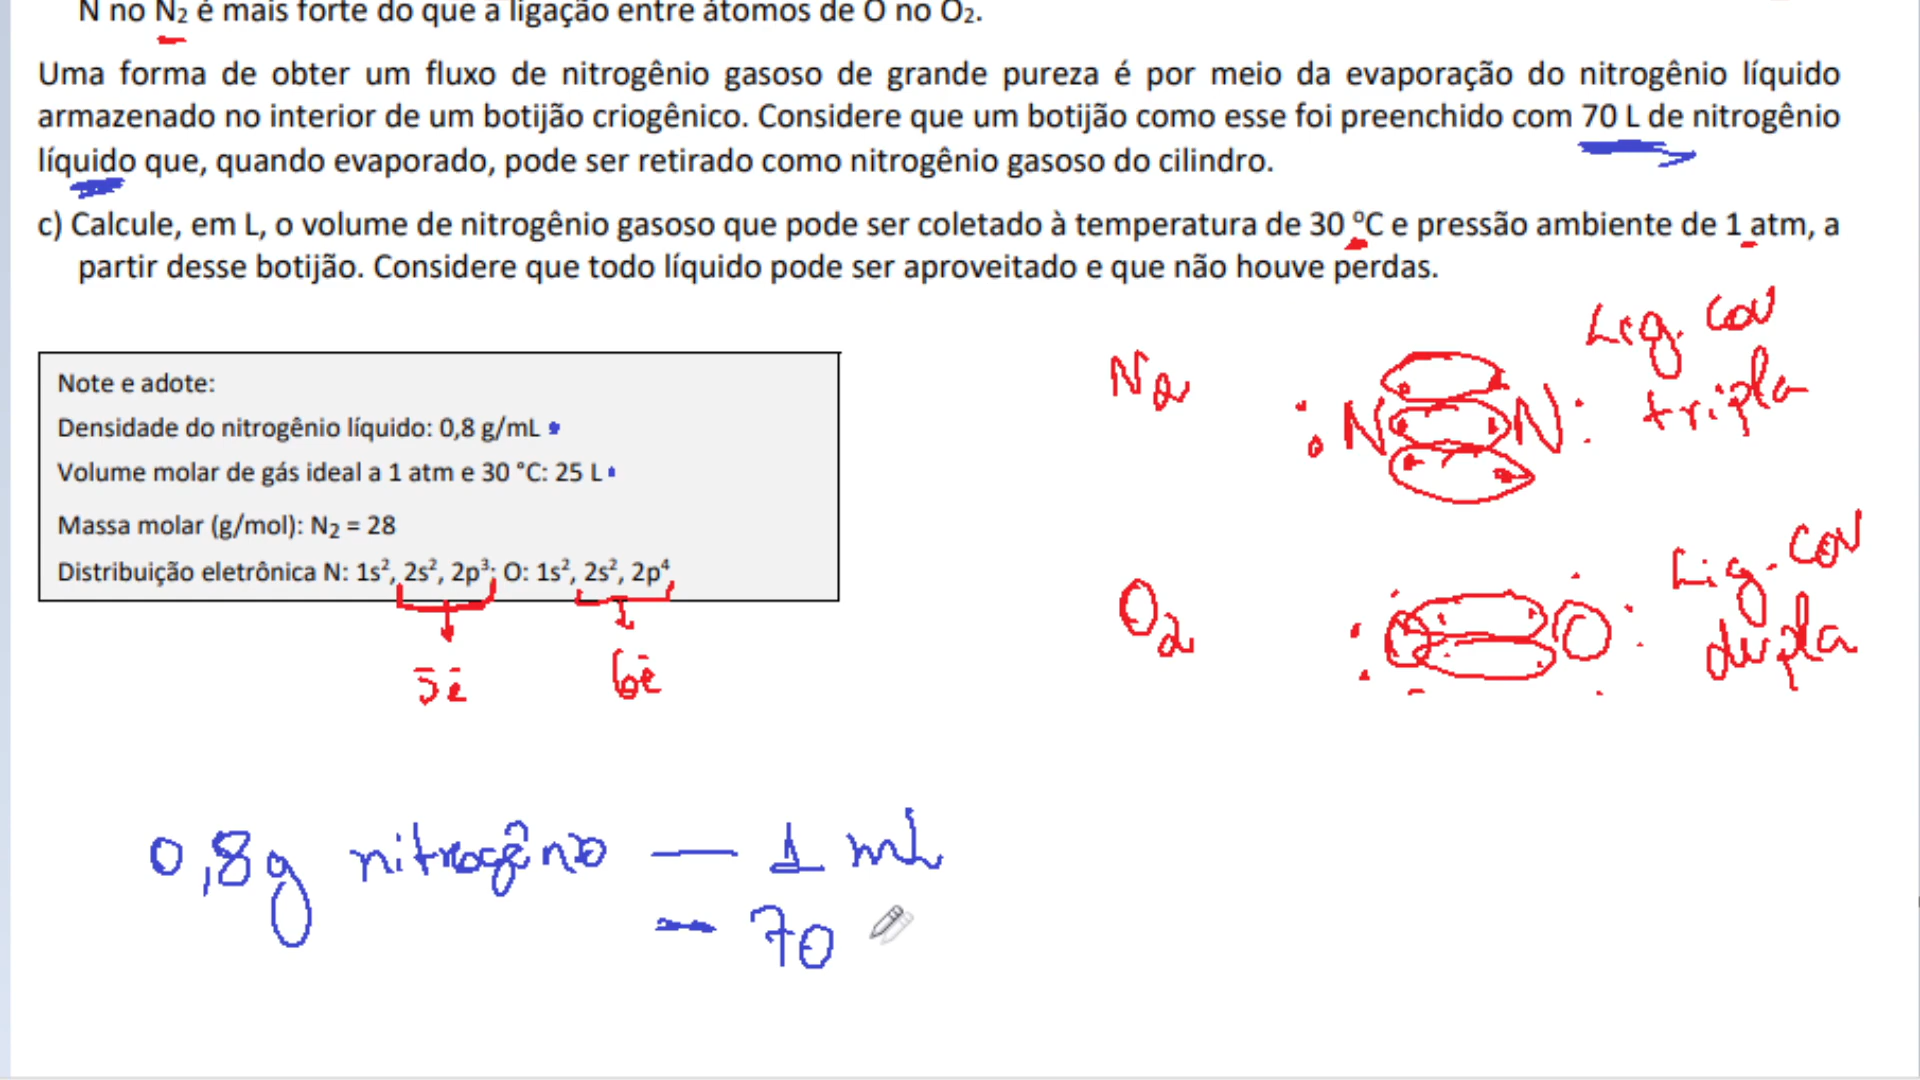 N no N₂ é mais forte do que a ligação entre átomos de O no O₂.
Uma forma de obter um fluxo de nitrogênio gasoso de grande pureza é por meio da evaporação do nitrogênio líquido
armazenado no interior de um botijão criogênico. Considere que um botijão como esse foi preenchido com 70 L de nitrogênio
líquido que, quando evaporado, pode ser retirado como nitrogênio gasoso do cilindro.
c) Calcule, em L, o volume de nitrogênio gasoso que pode ser coletado à temperatura de 30 ºC e pressão ambiente de 1 atm, a
partir desse botijão. Considere que todo líquido pode ser aproveitado e que não houve perdas.
Note e adote:
Densidade do nitrogênio líquido: 0,8 g/mL
Volume molar de gás ideal a 1 atm e 30 °C: 25 L
Massa molar (g/mol): N₂ = 28
Distribuição eletrônica N: 1s², 2s², 2p³; O: 1s², 2s², 2p⁴
5e 6e
N₂ :N N: Lig. cov
tripla
O₂ O O Lig. cov
dupla
0,8g nitrogêno — 1 mL
— 70